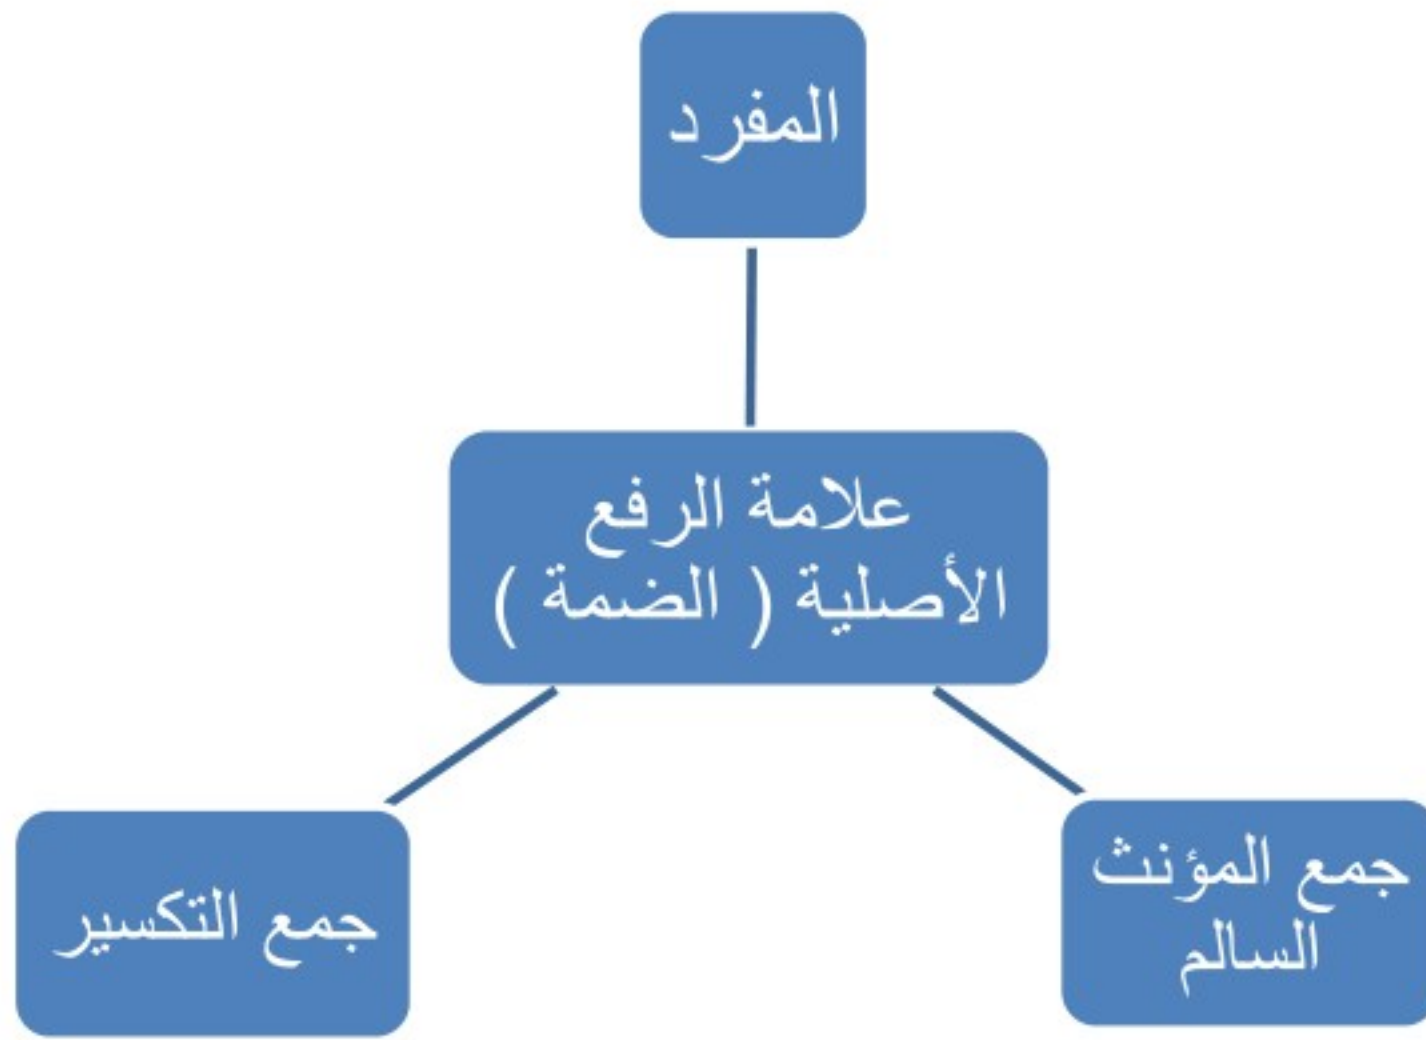 المفرد
علامة الرفع
الأصلية ( الضمة )
جمع المؤنث
السالم
جمع التكسير